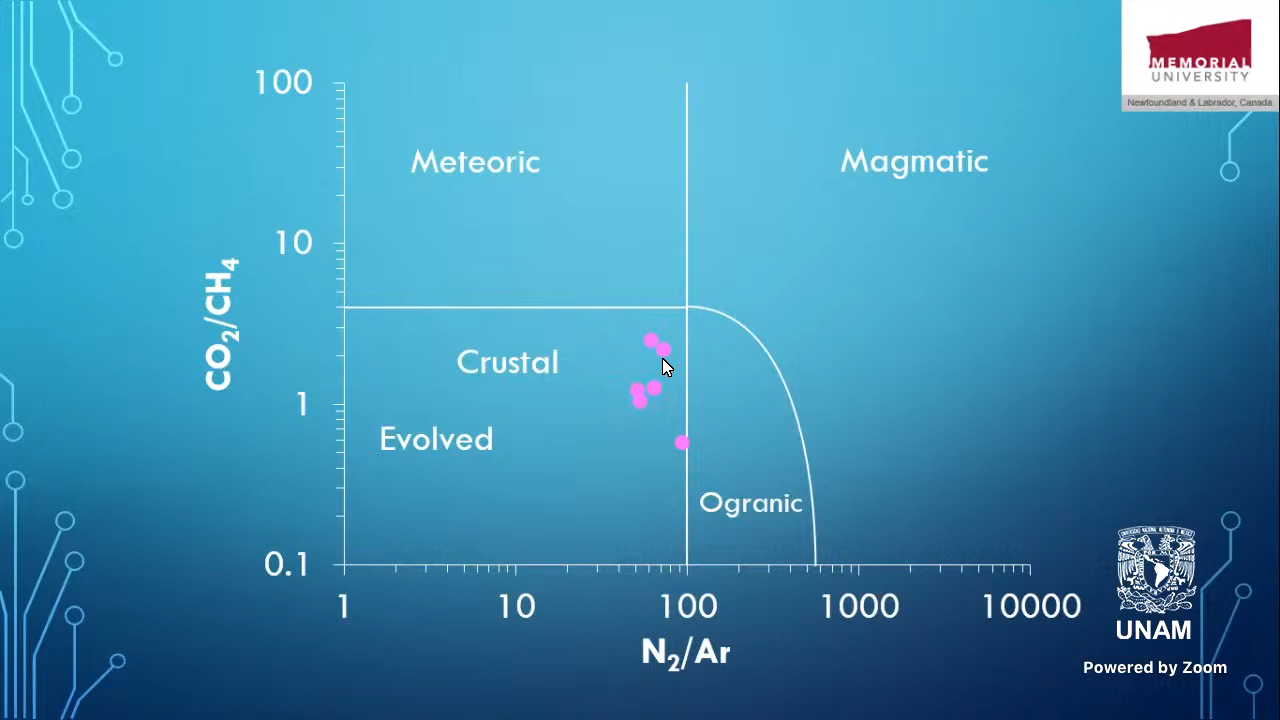 MEMORIAL
UNIVERSITY
Newfoundland & Labrador, Canada
100
Meteoric
Magmatic
10
CO₂/CH₄
Crustal
1
Evolved
Ogranic
0.1
1
10
100
1000
10000
N₂/Ar
UNAM
Powered by Zoom